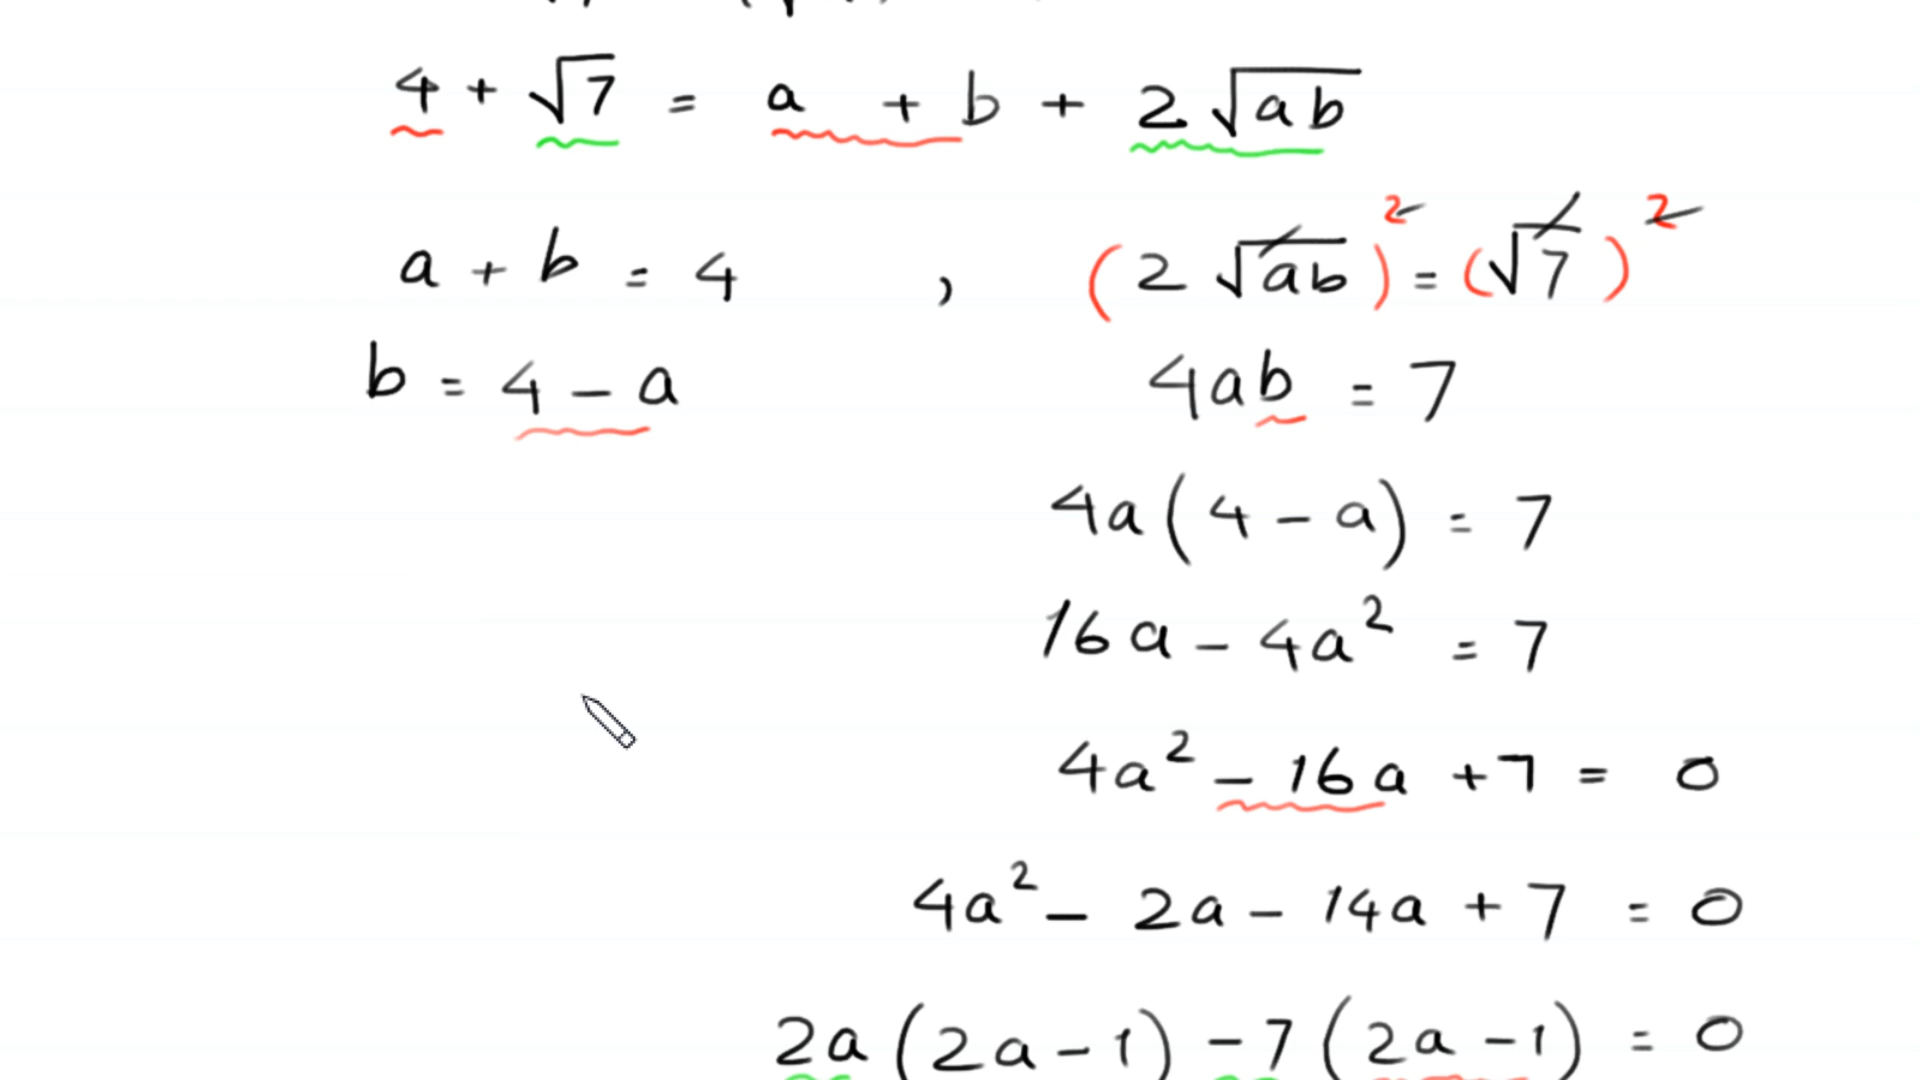 4 + √7 = a + b + 2√ab
a + b = 4 , (2√ab)² = (√7)²
b = 4 - a 4ab = 7
4a(4 - a) = 7
16a - 4a² = 7
4a² - 16a + 7 = 0
4a² - 2a - 14a + 7 = 0
2a(2a - 1) - 7(2a - 1) = 0